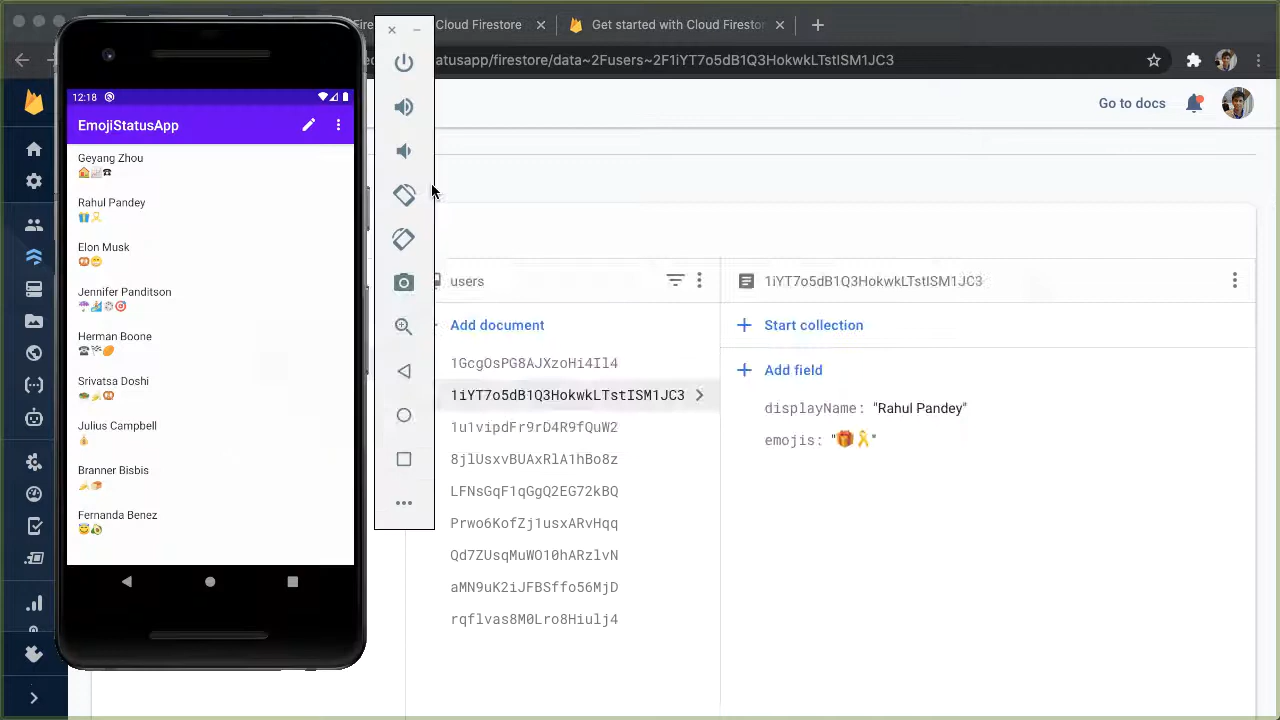 Cloud Firestore
Get started with Cloud Firestor
atusapp/firestore/data~2Fusers~2F1iYT7o5dB1Q3HokwkLTstISM1JC3
Go to docs
12:18
EmojiStatusApp
Geyang Zhou
🏠📈☎
Rahul Pandey
🎁🎗
Elon Musk
🥨😁
Jennifer Panditson
Herman Boone
Srivatsa Doshi
Julius Campbell
Branner Bisbis
🍌🍞
Fernanda Benez
😇🥑
users
Add document
1GcgOsPG8AJXzoHi4Il4
1iYT7o5dB1Q3HokwkLTstISM1JC3
1u1vipdFr9rD4R9fQuW2
8jlUsxvBUAxRlA1hBo8z
LFNsGqF1qGgQ2EG72kBQ
Prwo6KofZj1usxARvHqq
Qd7ZUsqMuWO10hARzlvN
aMN9uK2iJFBSffo56MjD
rqflvas8M0Lro8Hiulj4
1iYT7o5dB1Q3HokwkLTstISM1JC3
Start collection
Add field
displayName: "Rahul Pandey"
emojis: "🎁🎗"